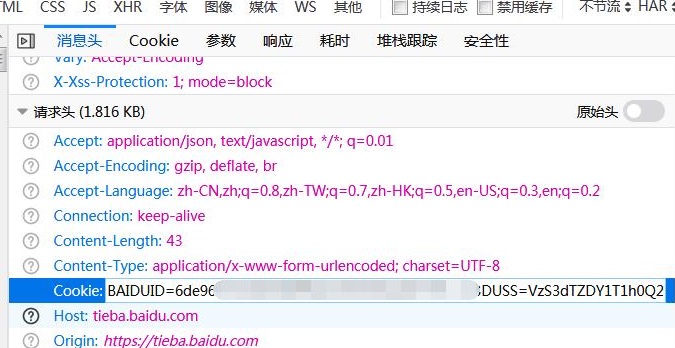 HTML CSS JS XHR 字体 图像 媒体 WS 其他 持续日志 禁用缓存 不节流 HAR
消息头 Cookie 参数 响应 耗时 堆栈跟踪 安全性
Vary: Accept-Encoding
X-Xss-Protection: 1; mode=block
请求头 (1.816 KB) 原始头
Accept: application/json, text/javascript, */*; q=0.01
Accept-Encoding: gzip, deflate, br
Accept-Language: zh-CN,zh;q=0.8,zh-TW;q=0.7,zh-HK;q=0.5,en-US;q=0.3,en;q=0.2
Connection: keep-alive
Content-Length: 43
Content-Type: application/x-www-form-urlencoded; charset=UTF-8
Cookie: BAIDUID=6de96 DUSS=VzS3dTZDY1T1h0Q2
Host: tieba.baidu.com
Origin: https://tieba.baidu.com